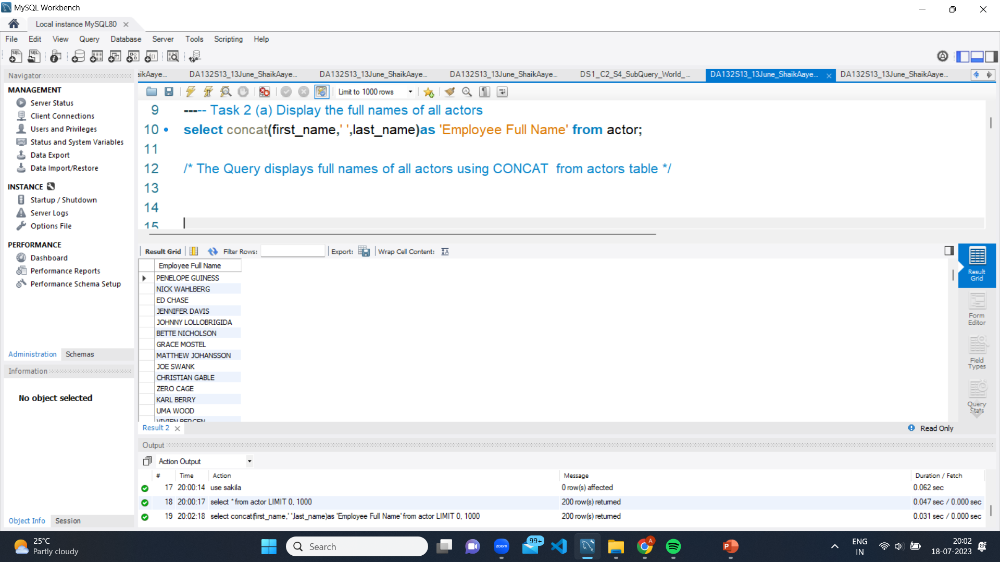 MySQL Workbench
Local instance MySQL80
File Edit View Query Database Server Tools Scripting Help
Navigator
MANAGEMENT
Server Status
Client Connections
Users and Privileges
Status and System Variables
Data Export
Data Import/Restore
INSTANCE
Startup / Shutdown
Server Logs
Options File
PERFORMANCE
Dashboard
Performance Reports
Performance Schema Setup
Administration Schemas
Information
No object selected
Object Info Session
aikAaye... DA132S13_13June_ShaikAaye... DA132S13_13June_ShaikAaye... DA132S13_13June_ShaikAaye... DS1_C2_S4_SubQuery_World_... DA132S13_13June_ShaikAaye... DA132S13_13June_ShaikAaye...
Limit to 1000 rows
9 ----- Task 2 (a) Display the full names of all actors
10 select concat(first_name,' ',last_name)as 'Employee Full Name' from actor;
11
12 /* The Query displays full names of all actors using CONCAT  from actors table */
13
14
15
Result Grid Filter Rows: Export: Wrap Cell Content:
Employee Full Name
PENELOPE GUINESS
NICK WAHLBERG
ED CHASE
JENNIFER DAVIS
JOHNNY LOLLOBRIGIDA
BETTE NICHOLSON
GRACE MOSTEL
MATTHEW JOHANSSON
JOE SWANK
CHRISTIAN GABLE
ZERO CAGE
KARL BERRY
UMA WOOD
VIVIEN BERGEN
Result Grid
Form Editor
Field Types
Query Stats
Result 2
Read Only
Output
Action Output
# Time Action Message Duration / Fetch
17 20:00:14 use sakila 0 row(s) affected 0.062 sec
18 20:00:17 select * from actor LIMIT 0, 1000 200 row(s) returned 0.047 sec / 0.000 sec
19 20:02:18 select concat(first_name,' ',last_name)as 'Employee Full Name' from actor LIMIT 0, 1000 200 row(s) returned 0.031 sec / 0.000 sec
25°C
Partly cloudy
Search
zoom
99+
A
P
ENG
IN
20:02
18-07-2023